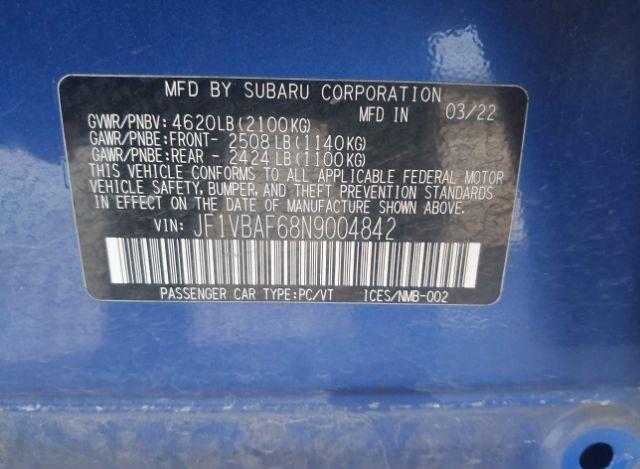 MFD BY SUBARU CORPORATION
MFD IN 03/22
GVWR/PNBV: 4620LB(2100KG)
GAWR/PNBE:FRONT- 2508 LB(1140KG)
GAWR/PNBE:REAR - 2424 LB(1100KG)
THIS VEHICLE CONFORMS TO ALL APPLICABLE FEDERAL MOTOR
VEHICLE SAFETY, BUMPER, AND THEFT PREVENTION STANDARDS
IN EFFECT ON THE DATE OF MANUFACTURE SHOWN ABOVE.
VIN: JF1VBAF68N9004842
PASSENGER CAR TYPE:PC/VT ICES/NMB-002